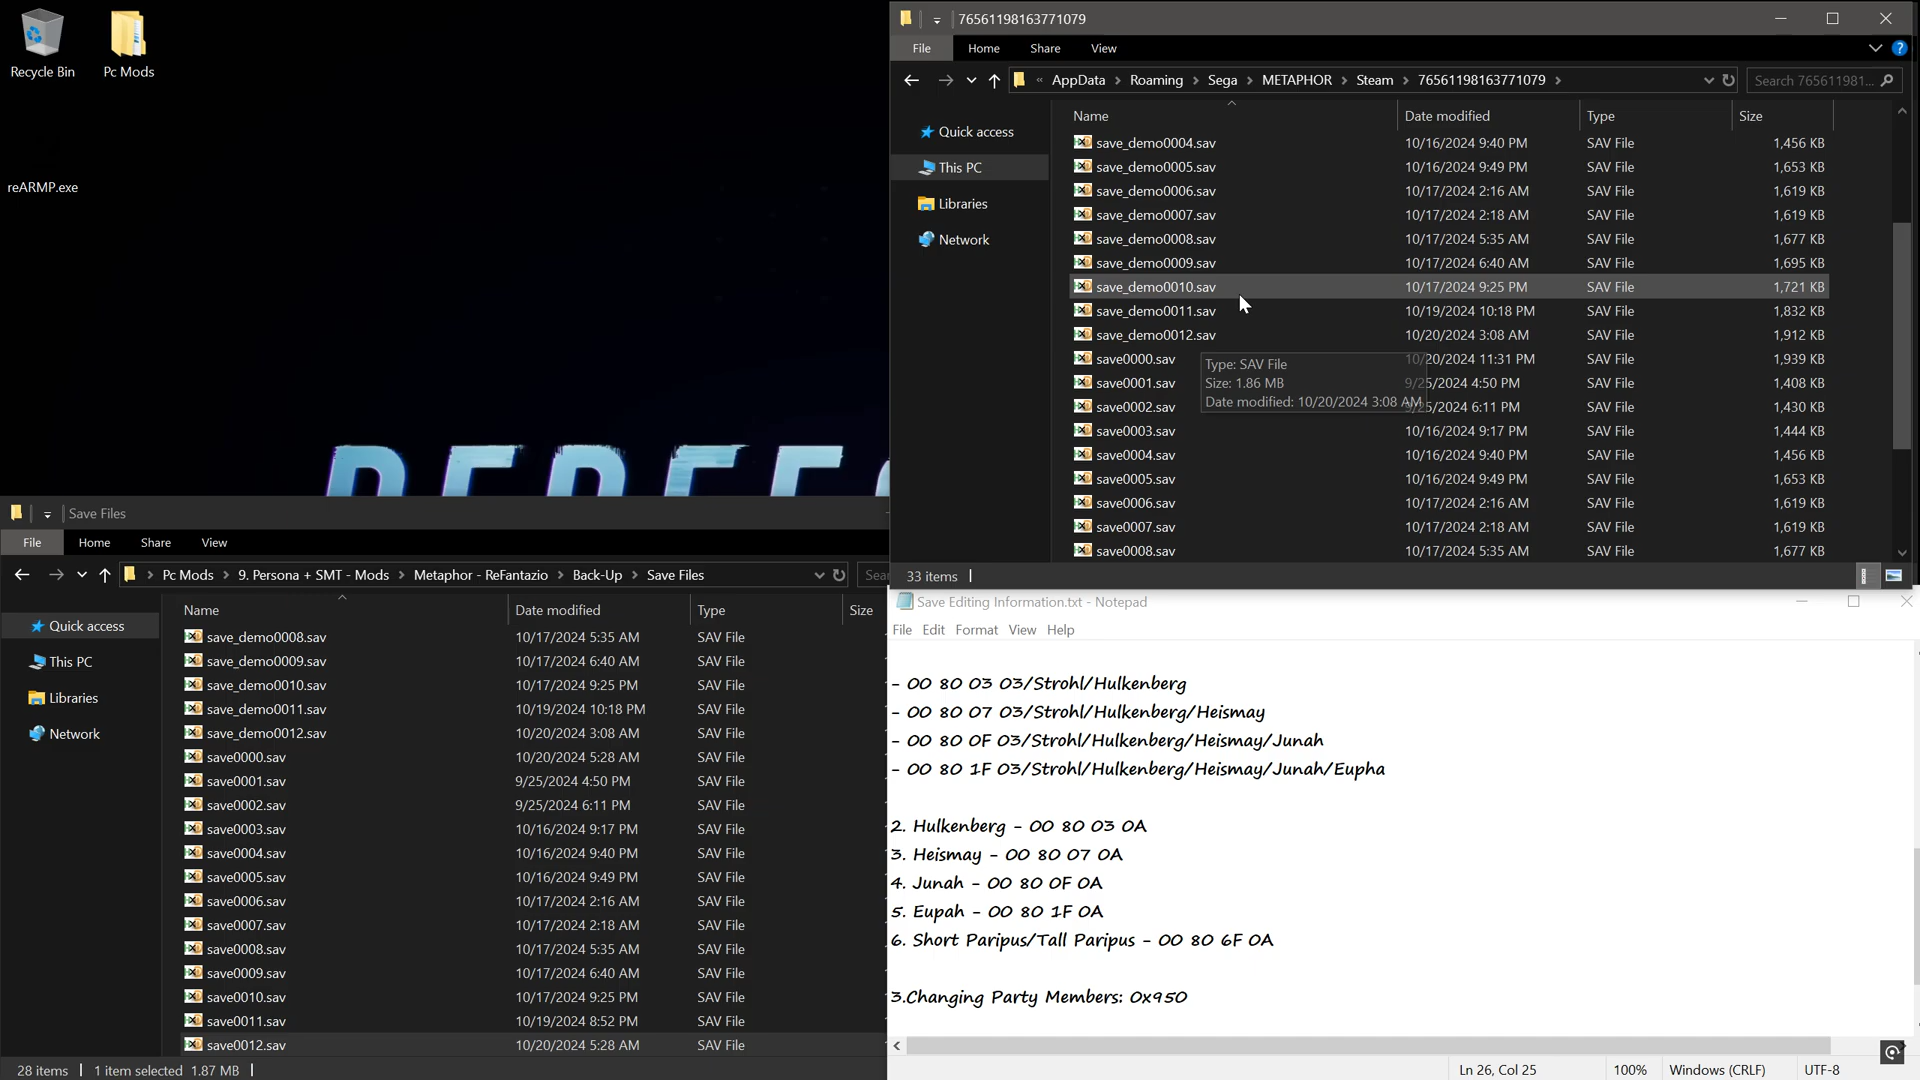 Recycle Bin
Pc Mods
reARMP.exe
76561198163771079
File Home Share View
« AppData > Roaming > Sega > METAPHOR > Steam > 76561198163771079 >
Search 765611981...
Quick access
This PC
Libraries
Network
Name Date modified Type Size
save_demo0004.sav 10/16/2024 9:40 PM SAV File 1,456 KB
save_demo0005.sav 10/16/2024 9:49 PM SAV File 1,653 KB
save_demo0006.sav 10/17/2024 2:16 AM SAV File 1,619 KB
save_demo0007.sav 10/17/2024 2:18 AM SAV File 1,619 KB
save_demo0008.sav 10/17/2024 5:35 AM SAV File 1,677 KB
save_demo0009.sav 10/17/2024 6:40 AM SAV File 1,695 KB
save_demo0010.sav 10/17/2024 9:25 PM SAV File 1,721 KB
save_demo0011.sav 10/19/2024 10:18 PM SAV File 1,832 KB
save_demo0012.sav 10/20/2024 3:08 AM SAV File 1,912 KB
save0000.sav 10/20/2024 11:31 PM SAV File 1,939 KB
save0001.sav 9/25/2024 4:50 PM SAV File 1,408 KB
save0002.sav 9/25/2024 6:11 PM SAV File 1,430 KB
save0003.sav 10/16/2024 9:17 PM SAV File 1,444 KB
save0004.sav 10/16/2024 9:40 PM SAV File 1,456 KB
save0005.sav 10/16/2024 9:49 PM SAV File 1,653 KB
save0006.sav 10/17/2024 2:16 AM SAV File 1,619 KB
save0007.sav 10/17/2024 2:18 AM SAV File 1,619 KB
save0008.sav 10/17/2024 5:35 AM SAV File 1,677 KB
Type: SAV File
Size: 1.86 MB
Date modified: 10/20/2024 3:08 AM
33 items
Save Files
File Home Share View
> Pc Mods > 9. Persona + SMT - Mods > Metaphor - ReFantazio > Back-Up > Save Files
Sea
Quick access
This PC
Libraries
Network
Name Date modified Type Size
save_demo0008.sav 10/17/2024 5:35 AM SAV File
save_demo0009.sav 10/17/2024 6:40 AM SAV File
save_demo0010.sav 10/17/2024 9:25 PM SAV File
save_demo0011.sav 10/19/2024 10:18 PM SAV File
save_demo0012.sav 10/20/2024 3:08 AM SAV File
save0000.sav 10/20/2024 5:28 AM SAV File
save0001.sav 9/25/2024 4:50 PM SAV File
save0002.sav 9/25/2024 6:11 PM SAV File
save0003.sav 10/16/2024 9:17 PM SAV File
save0004.sav 10/16/2024 9:40 PM SAV File
save0005.sav 10/16/2024 9:49 PM SAV File
save0006.sav 10/17/2024 2:16 AM SAV File
save0007.sav 10/17/2024 2:18 AM SAV File
save0008.sav 10/17/2024 5:35 AM SAV File
save0009.sav 10/17/2024 6:40 AM SAV File
save0010.sav 10/17/2024 9:25 PM SAV File
save0011.sav 10/19/2024 8:52 PM SAV File
save0012.sav 10/20/2024 5:28 AM SAV File
28 items 1 item selected 1.87 MB
Save Editing Information.txt - Notepad
File Edit Format View Help
- 00 80 03 03/Strohl/Hulkenberg
- 00 80 07 03/Strohl/Hulkenberg/Heismay
- 00 80 0F 03/Strohl/Hulkenberg/Heismay/Junah
- 00 80 1F 03/Strohl/Hulkenberg/Heismay/Junah/Eupha
2. Hulkenberg - 00 80 03 0A
3. Heismay - 00 80 07 0A
4. Junah - 00 80 0F 0A
5. Eupah - 00 80 1F 0A
6. Short Paripus/Tall Paripus - 00 80 6F 0A
3.Changing Party Members: 0x950
Ln 26, Col 25 100% Windows (CRLF) UTF-8